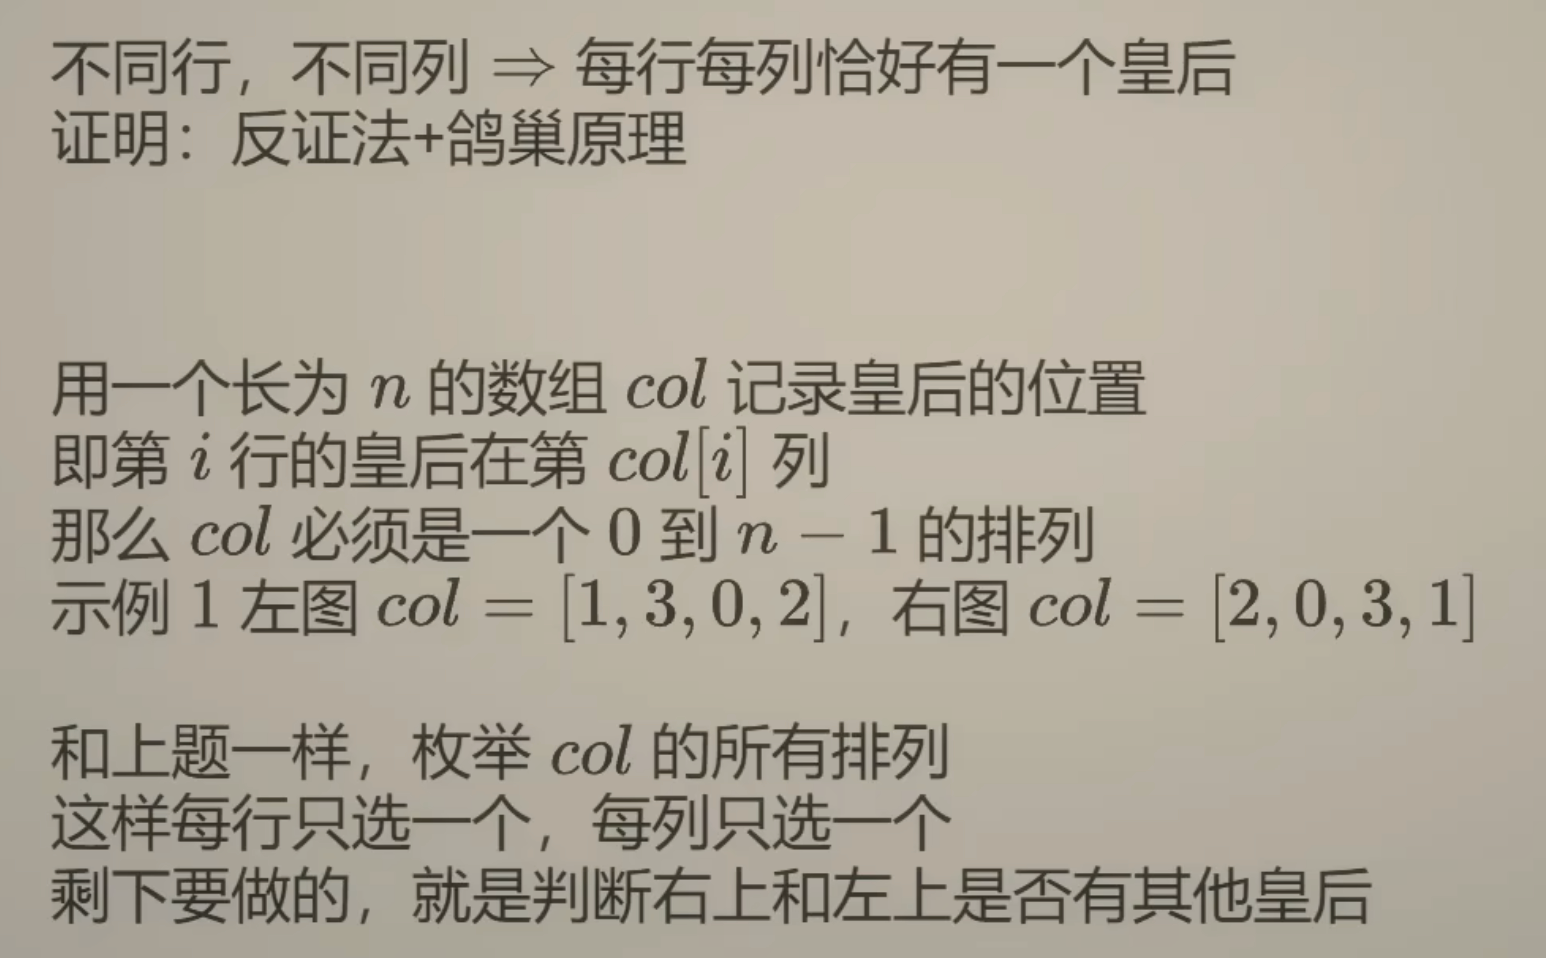 不同行，不同列 ⇒ 每行每列恰好有一个皇后
证明：反证法+鸽巢原理
用一个长为 n 的数组 col 记录皇后的位置
即第 i 行的皇后在第 col[i] 列
那么 col 必须是一个 0 到 n − 1 的排列
示例 1 左图 col = [1, 3, 0, 2]，右图 col = [2, 0, 3, 1]
和上题一样，枚举 col 的所有排列
这样每行只选一个，每列只选一个
剩下要做的，就是判断右上和左上是否有其他皇后